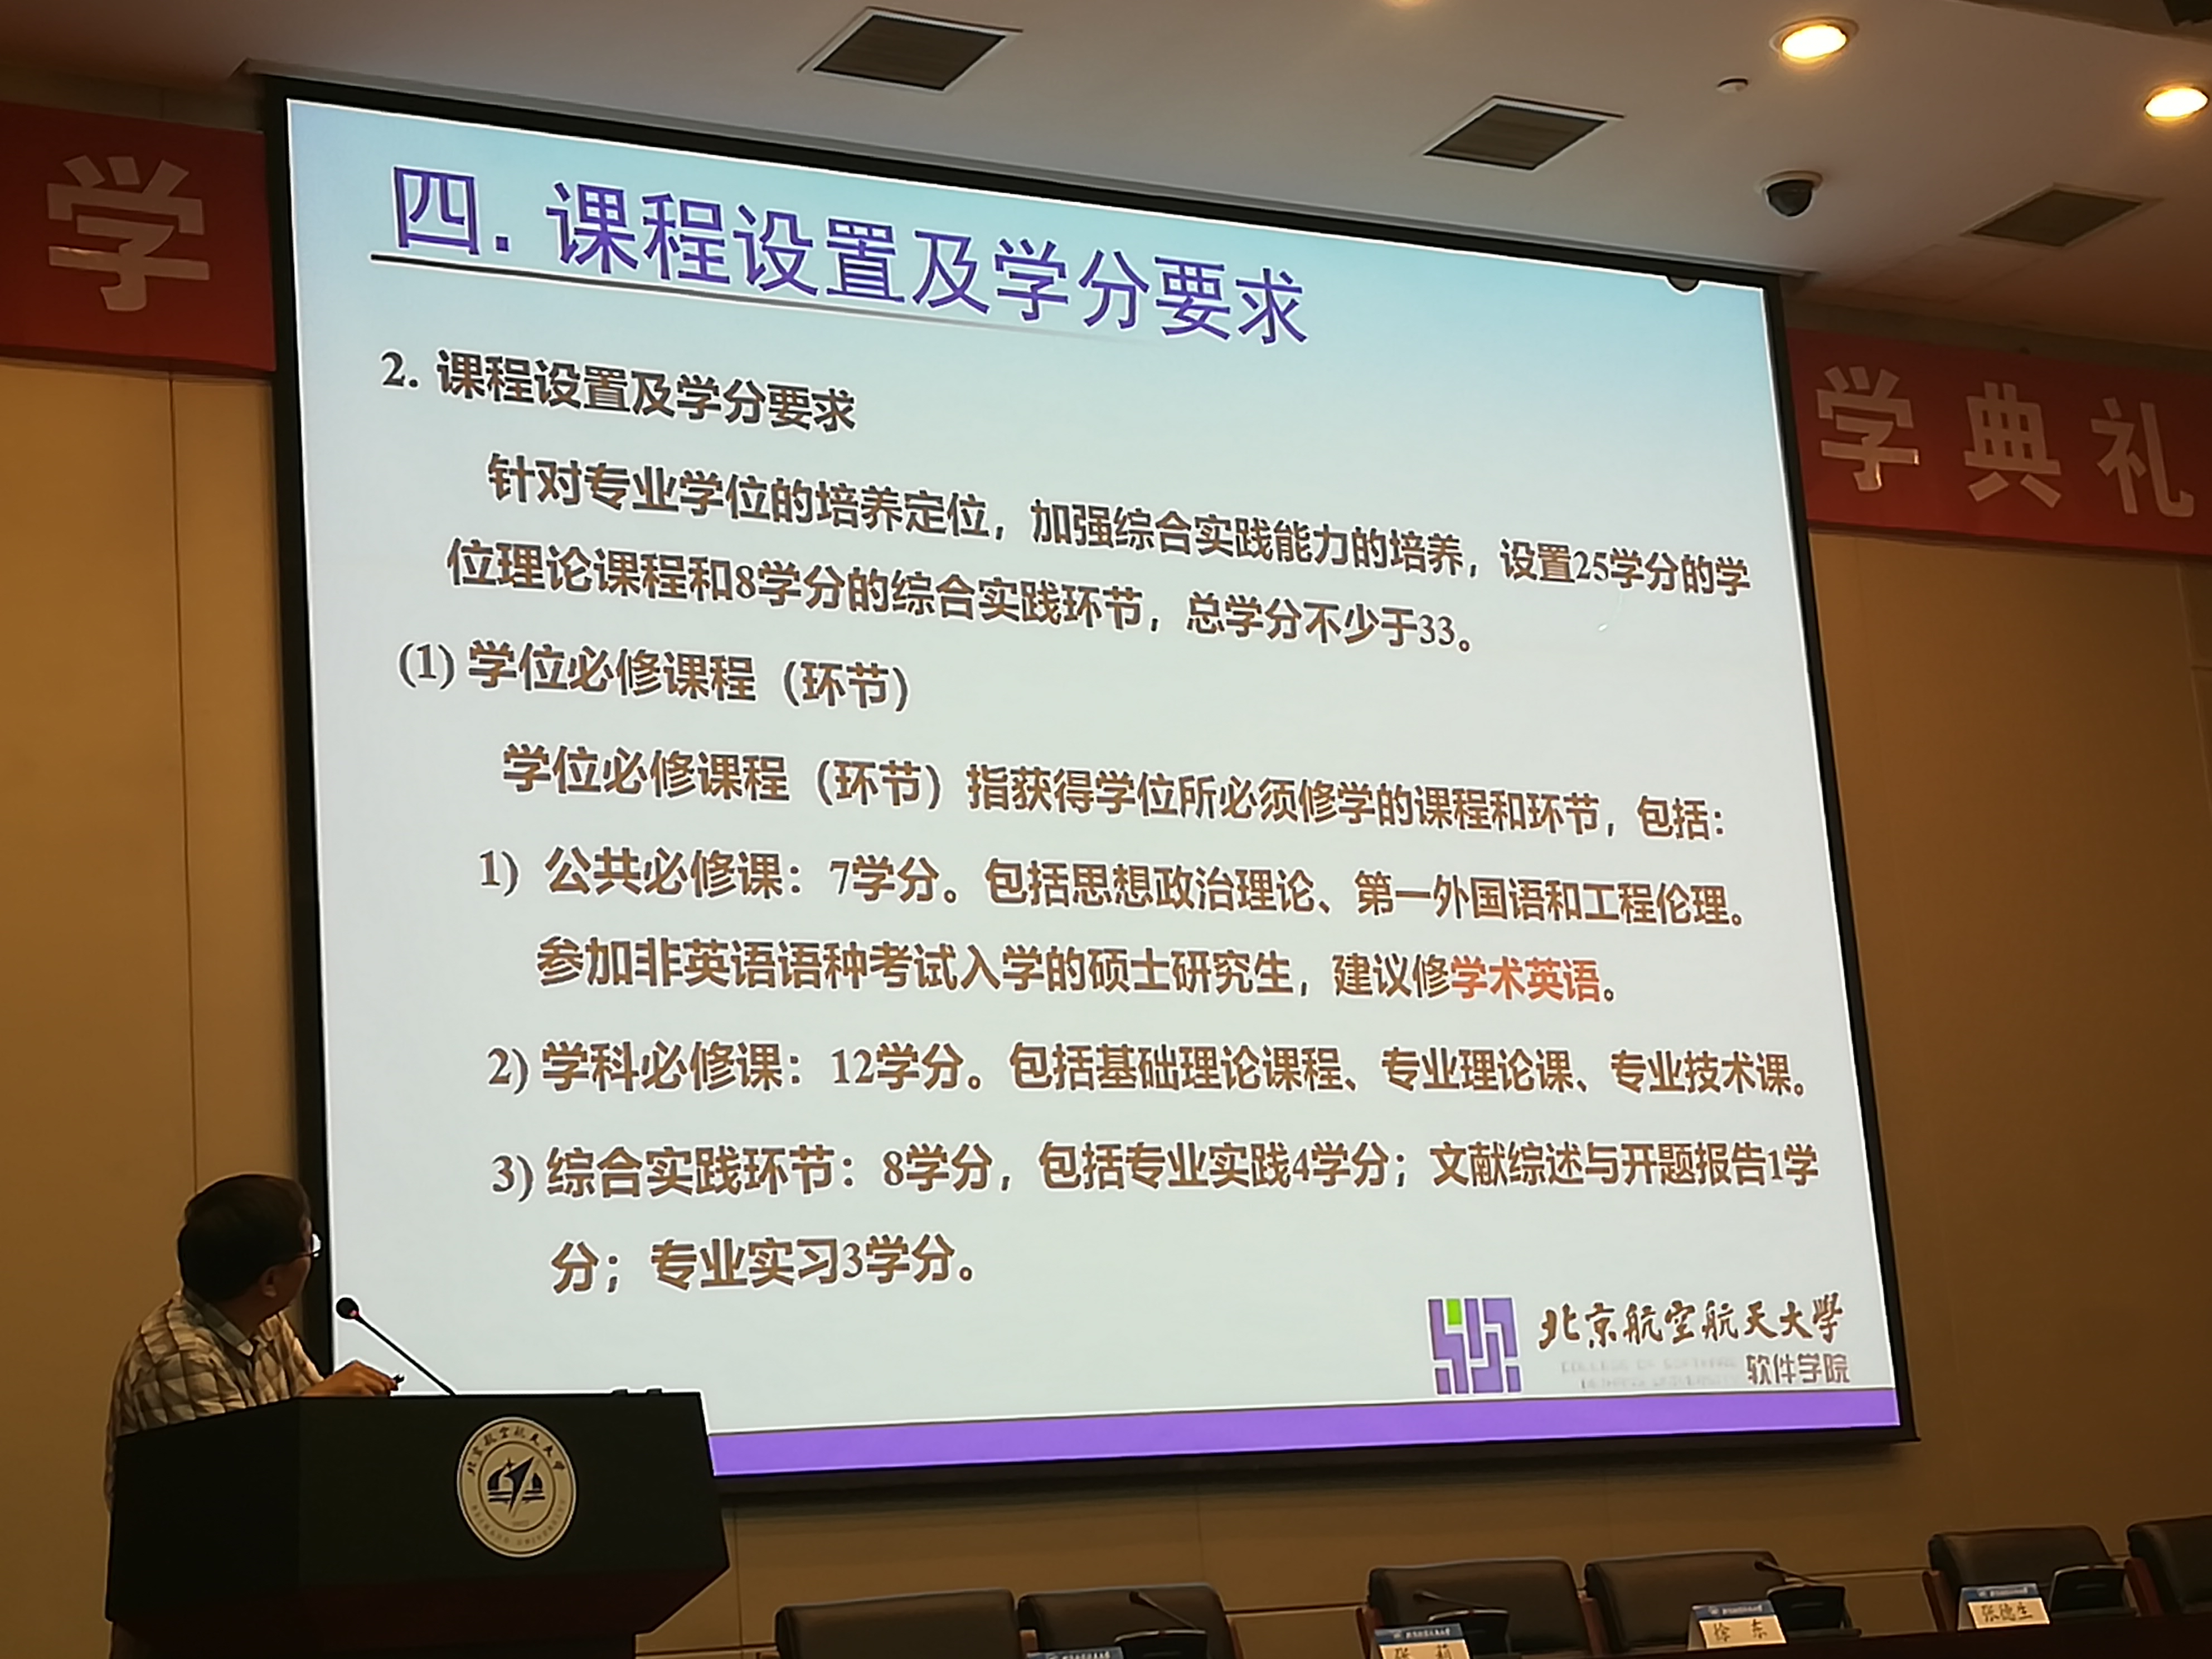 学
学典礼
四. 课程设置及学分要求
2. 课程设置及学分要求
针对专业学位的培养定位，加强综合实践能力的培养，设置25学分的学
位理论课程和8学分的综合实践环节，总学分不少于33。
(1) 学位必修课程（环节）
学位必修课程（环节）指获得学位所必须修学的课程和环节，包括：
1) 公共必修课：7学分。包括思想政治理论、第一外国语和工程伦理。
参加非英语语种考试入学的硕士研究生，建议修学术英语。
2) 学科必修课：12学分。包括基础理论课程、专业理论课、专业技术课。
3) 综合实践环节：8学分，包括专业实践4学分；文献综述与开题报告1学
分；专业实习3学分。
北京航空航天大学
COLLEGE OF SOFTWARE 软件学院
北京航空航天大学
张 莉
徐 东
张德生